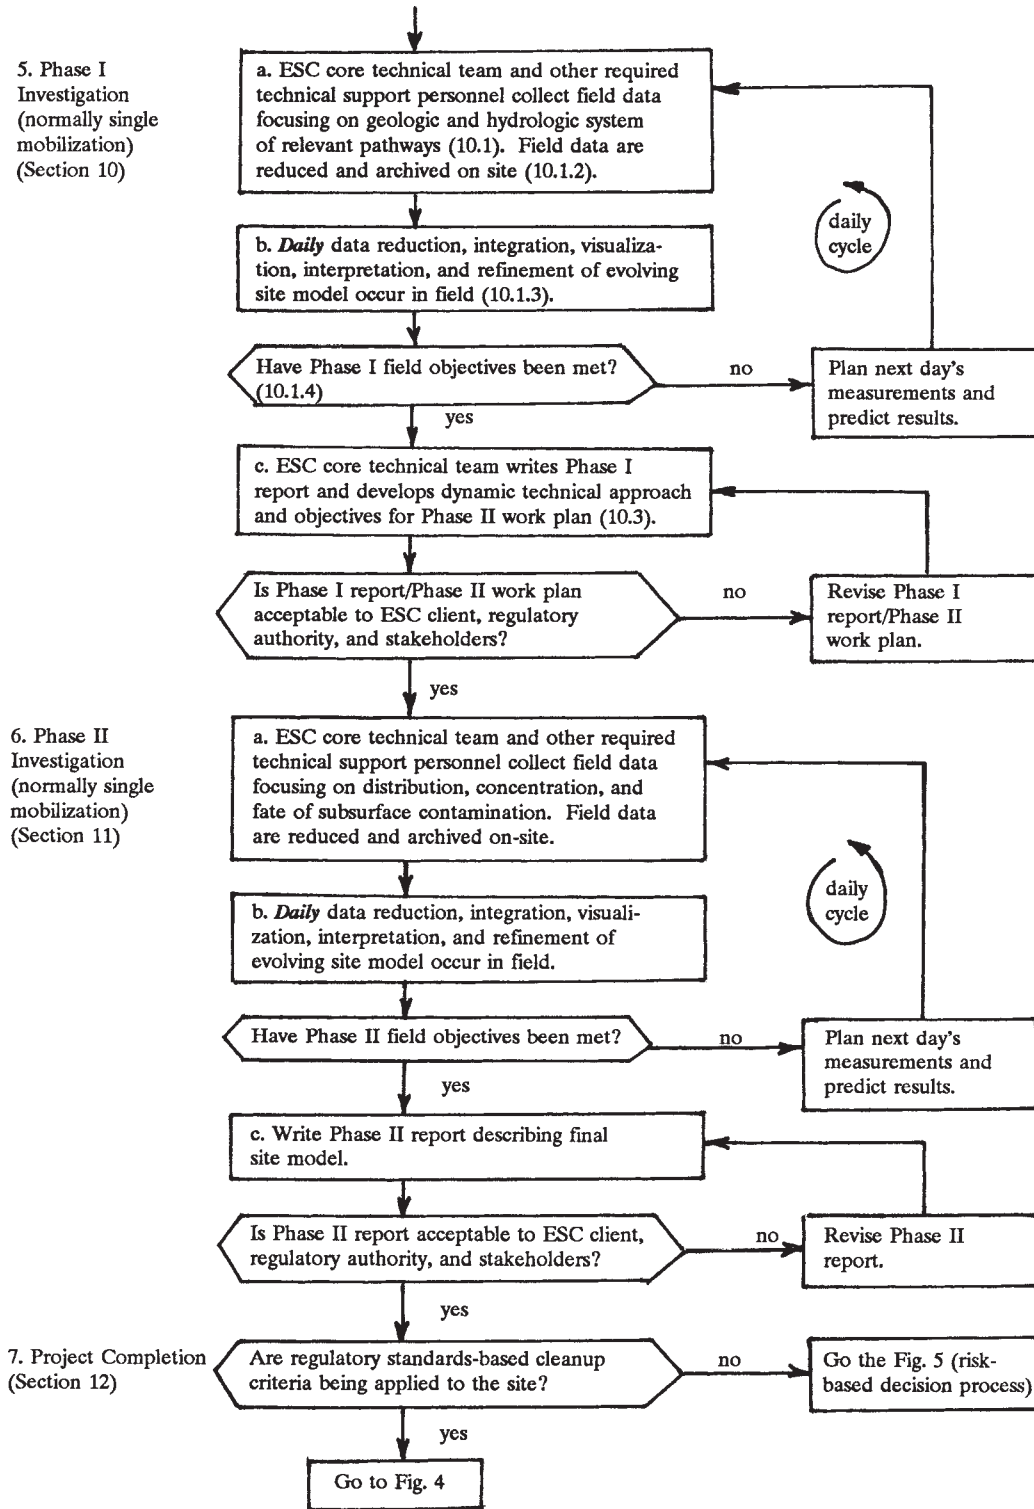 5. Phase I
Investigation
(normally single
mobilization)
(Section 10)
a. ESC core technical team and other required
technical support personnel collect field data
focusing on geologic and hydrologic system
of relevant pathways (10.1). Field data are
reduced and archived on site (10.1.2).
daily
cycle
b. Daily data reduction, integration, visualiza-
tion, interpretation, and refinement of evolving
site model occur in field (10.1.3).
Have Phase I field objectives been met?
(10.1.4)
no
Plan next day's
measurements and
predict results.
yes
c. ESC core technical team writes Phase I
report and develops dynamic technical approach
and objectives for Phase II work plan (10.3).
Is Phase I report/Phase II work plan
acceptable to ESC client, regulatory
authority, and stakeholders?
no
Revise Phase I
report/Phase II
work plan.
yes
6. Phase II
Investigation
(normally single
mobilization)
(Section 11)
a. ESC core technical team and other required
technical support personnel collect field data
focusing on distribution, concentration, and
fate of subsurface contamination. Field data
are reduced and archived on-site.
daily
cycle
b. Daily data reduction, integration, visuali-
zation, interpretation, and refinement of
evolving site model occur in field.
Have Phase II field objectives been met?
no
Plan next day's
measurements and
predict results.
yes
c. Write Phase II report describing final
site model.
Is Phase II report acceptable to ESC client,
regulatory authority, and stakeholders?
no
Revise Phase II
report.
yes
7. Project Completion
(Section 12)
Are regulatory standards-based cleanup
criteria being applied to the site?
no
Go the Fig. 5 (risk-
based decision process)
yes
Go to Fig. 4